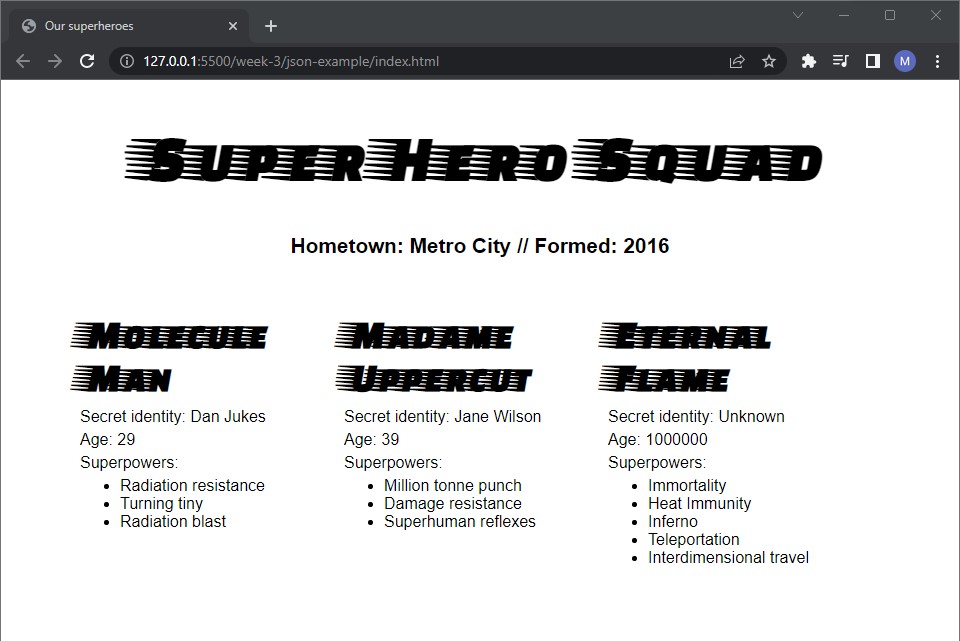 Our superheroes
127.0.0.1:5500/week-3/json-example/index.html
M
Super Hero Squad
Hometown: Metro City // Formed: 2016
Molecule
Man
Secret identity: Dan Jukes
Age: 29
Superpowers:
• Radiation resistance
• Turning tiny
• Radiation blast
Madame
Uppercut
Secret identity: Jane Wilson
Age: 39
Superpowers:
• Million tonne punch
• Damage resistance
• Superhuman reflexes
Eternal
Flame
Secret identity: Unknown
Age: 1000000
Superpowers:
• Immortality
• Heat Immunity
• Inferno
• Teleportation
• Interdimensional travel